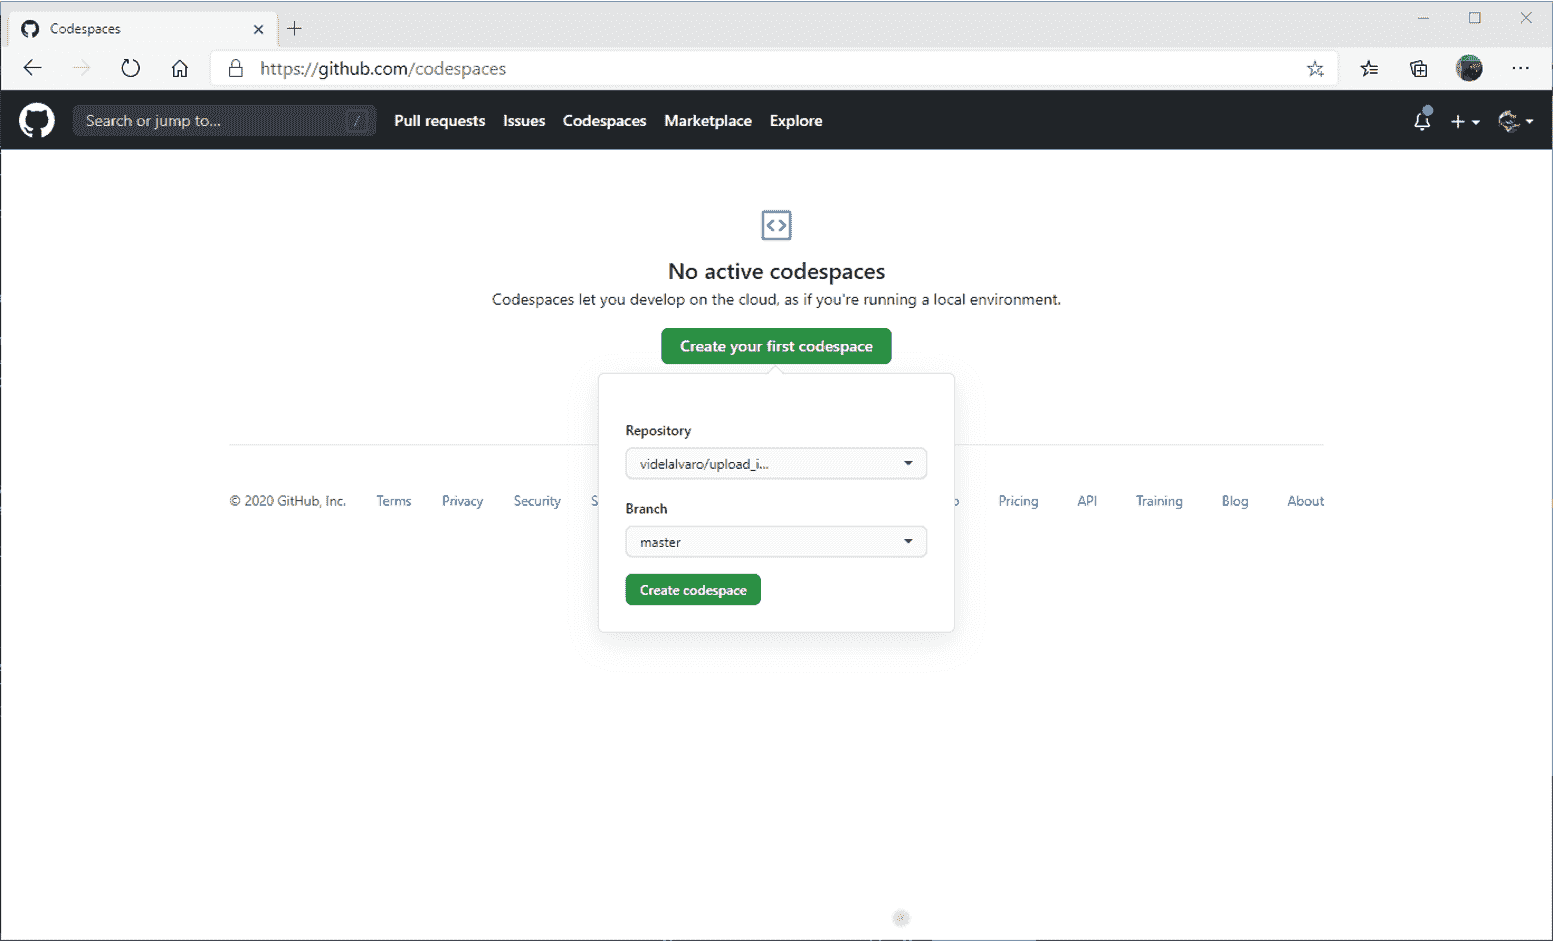 Codespaces
https://github.com/codespaces
Search or jump to... /
Pull requests Issues Codespaces Marketplace Explore
No active codespaces
Codespaces let you develop on the cloud, as if you're running a local environment.
Create your first codespace
Repository
videlalvaro/upload_i...
Branch
master
Create codespace
© 2020 GitHub, Inc. Terms Privacy Security Pricing API Training Blog About